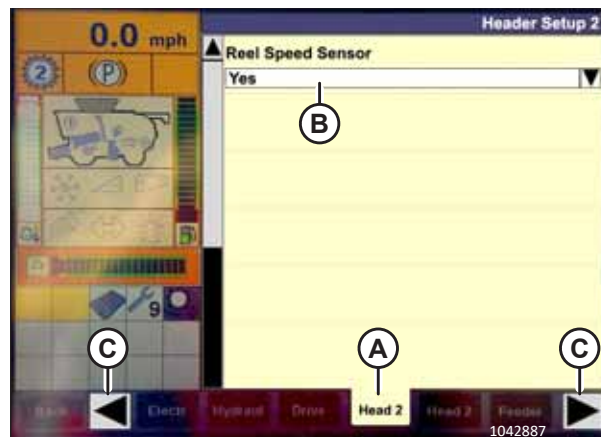 Header Setup 2
0.0 mph
Reel Speed Sensor
2
P
Yes
B
9
C
A
C
Back
Electr
Hydraul
Drive
Head 2
Head 2
Feeder
1042887